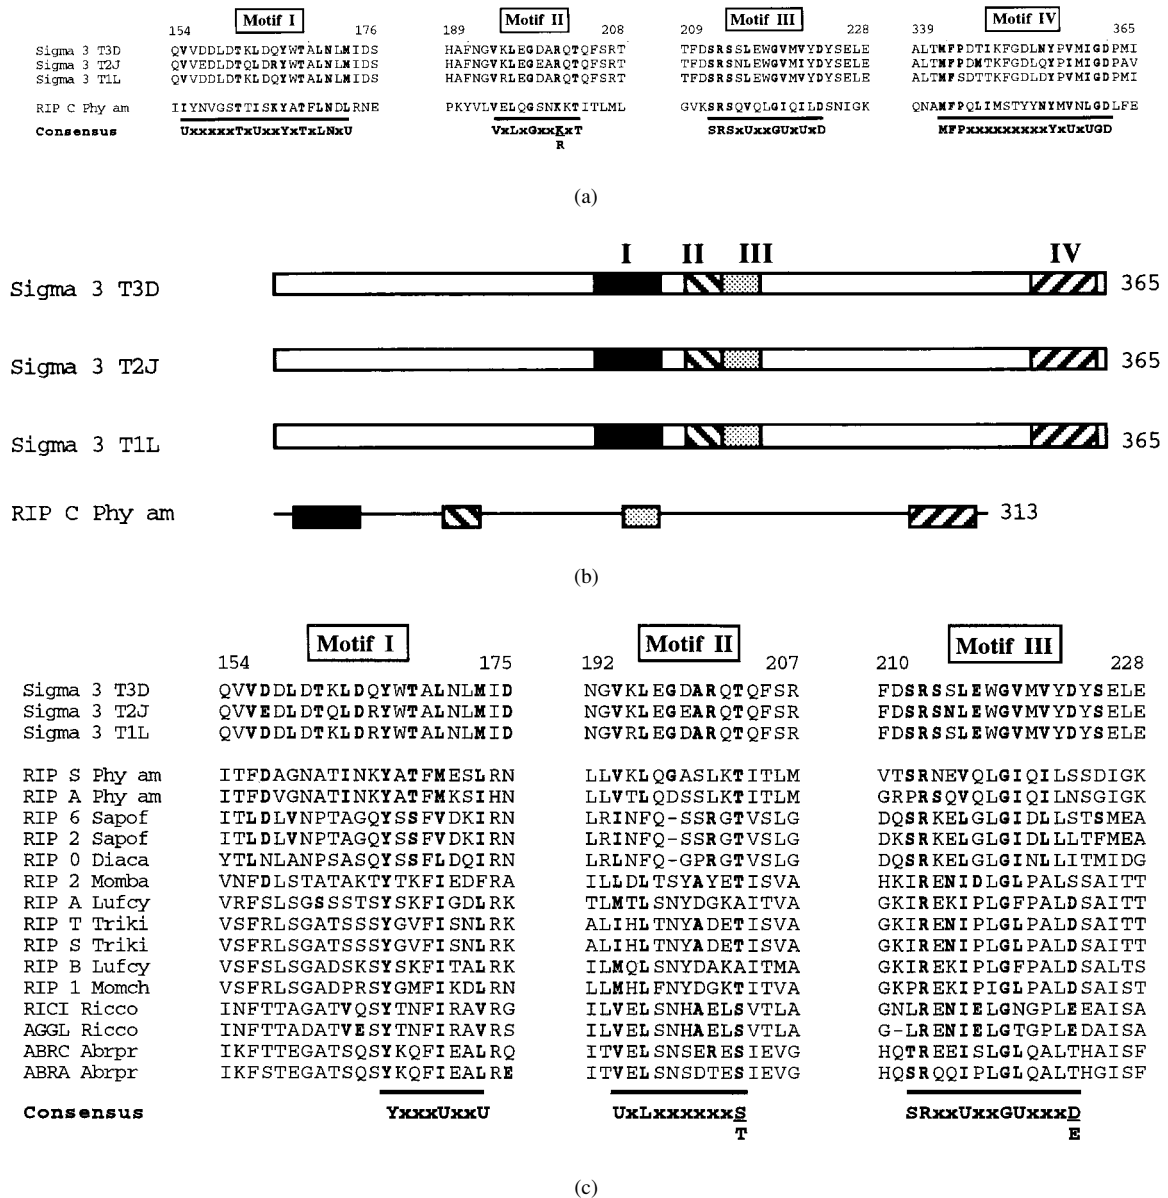 Motif I Motif II Motif III Motif IV
154 176 189 208 209 228 339 365
Sigma 3 T3D QVVDDLDTKLDQYWTALNLMIDS HAFNGVKLEGDARQTQFSRT TFDSRSSLEWGVMVYDYSELE ALTMFPDTIKFGDLNYPVMIGDPMI
Sigma 3 T2J QVVEDLDTQLDRYWTALNLMIDS HAFNGVKLEGEARQTQFSRT TFDSRSNLEWGVMIYDYSELE ALTMFPDMTKFGDLQYPIMIGDPAV
Sigma 3 T1L QVVDDLDTKLDQYWTALNLMIDS HAFNGVRLEGDARQTQFSRT TFDSRSSLEWGVMVYDYSELE ALTMFSDTTKFGDLDYPVMIGDPMI
RIP C Phy am IIYNVGSTTISKYATFLNDLRNE PKYVLVELQGSNKKTITLML GVKSRSQVQLGIQILDSNIGK QNAMFPQLIMSTYYNYMVNLGDLFE
Consensus UxxxxxTxUxxYxTxLNxU VxLxGxxKxT SRSxUxxGUxUxD MFPxxxxxxxxxYxUxUGD
R
(a)
I II III IV
Sigma 3 T3D 365
Sigma 3 T2J 365
Sigma 3 T1L 365
RIP C Phy am 313
(b)
Motif I Motif II Motif III
154 175 192 207 210 228
Sigma 3 T3D QVVDDLDTKLDQYWTALNLMID NGVKLEGDARQTQFSR FDSRSSLEWGVMVYDYSELE
Sigma 3 T2J QVVEDLDTQLDRYWTALNLMID NGVKLEGEARQTQFSR FDSRSNLEWGVMVYDYSELE
Sigma 3 T1L QVVDDLDTKLDQYWTALNLMID NGVRLEGDARQTQFSR FDSRSSLEWGVMVYDYSELE
RIP S Phy am ITFDAGNATINKYATFMESLRN LLVKLQGASLKTITLM VTSRNEVQLGIQILSSDIGK
RIP A Phy am ITFDVGNATINKYATFMKSIHN LLVTLQDSSLKTITLM GRPRSQVQLGIQILNSGIGK
RIP 6 Sapof ITLDLVNPTAGQYSSFVDKIRN LRINFQ-SSRGTVSLG DQSRKELGLGIDLLSTSMEA
RIP 2 Sapof ITLDLVNPTAGQYSSFVDKIRN LRINFQ-SSRGTVSLG DKSRKELGLGIDLLLTFMEA
RIP 0 Diaca YTLNLANPSASQYSSFLDQIRN LRLNFQ-GPRGTVSLG DQSRKELGLGINLLITMIDG
RIP 2 Momba VNFDLSTATAKTYTKFIEDFRA ILLDLTSYAYETISVA HKIRENIDLGLPALSSAITT
RIP A Lufcy VRFSLSGSSSTSYSKFIGDLRK TLMTLSNYDGKAITVA GKIREKIPLGFPALDSAITT
RIP T Triki VSFRLSGATSSSYGVFISNLRK ALIHLTNYADETISVA GKIRENIPLGLPALDSAITT
RIP S Triki VSFRLSGATSSSYGVFISNLRK ALIHLTNYADETISVA GKIRENIPLGLPALDSAITT
RIP B Lufcy VSFSLSGADSKSYSKFITALRK ILMQLSNYDAKAITMA GKIREKIPLGFPALDSALTS
RIP 1 Momch VSFRLSGADPRSYGMFIKDLRN LLMHLFNYDGKTITVA GKPREKIPIGLPALDSAIST
RICI Ricco INFTTAGATVQSYTNFIRAVRG ILVELSNHAELSVTLA GNLRENIELGNGPLEEAISA
AGGL Ricco INFTTADATVESYTNFIRAVRS ILVELSNHAELSVTLA G-LRENIELGTGPLEDAISA
ABRC Abrpr IKFTTEGATSQSYKQFIEALRQ ITVELSNSERESIEVG HQTREEISLGLQALTHAISF
ABRA Abrpr IKFSTEGATSQSYKQFIEALRE ITVELSNSDTESIEVG HQSRQQIPLGLQALTHGISF
Consensus YxxxUxxU UxLxxxxxxS SRxxUxxGUxxxD
T E
(c)